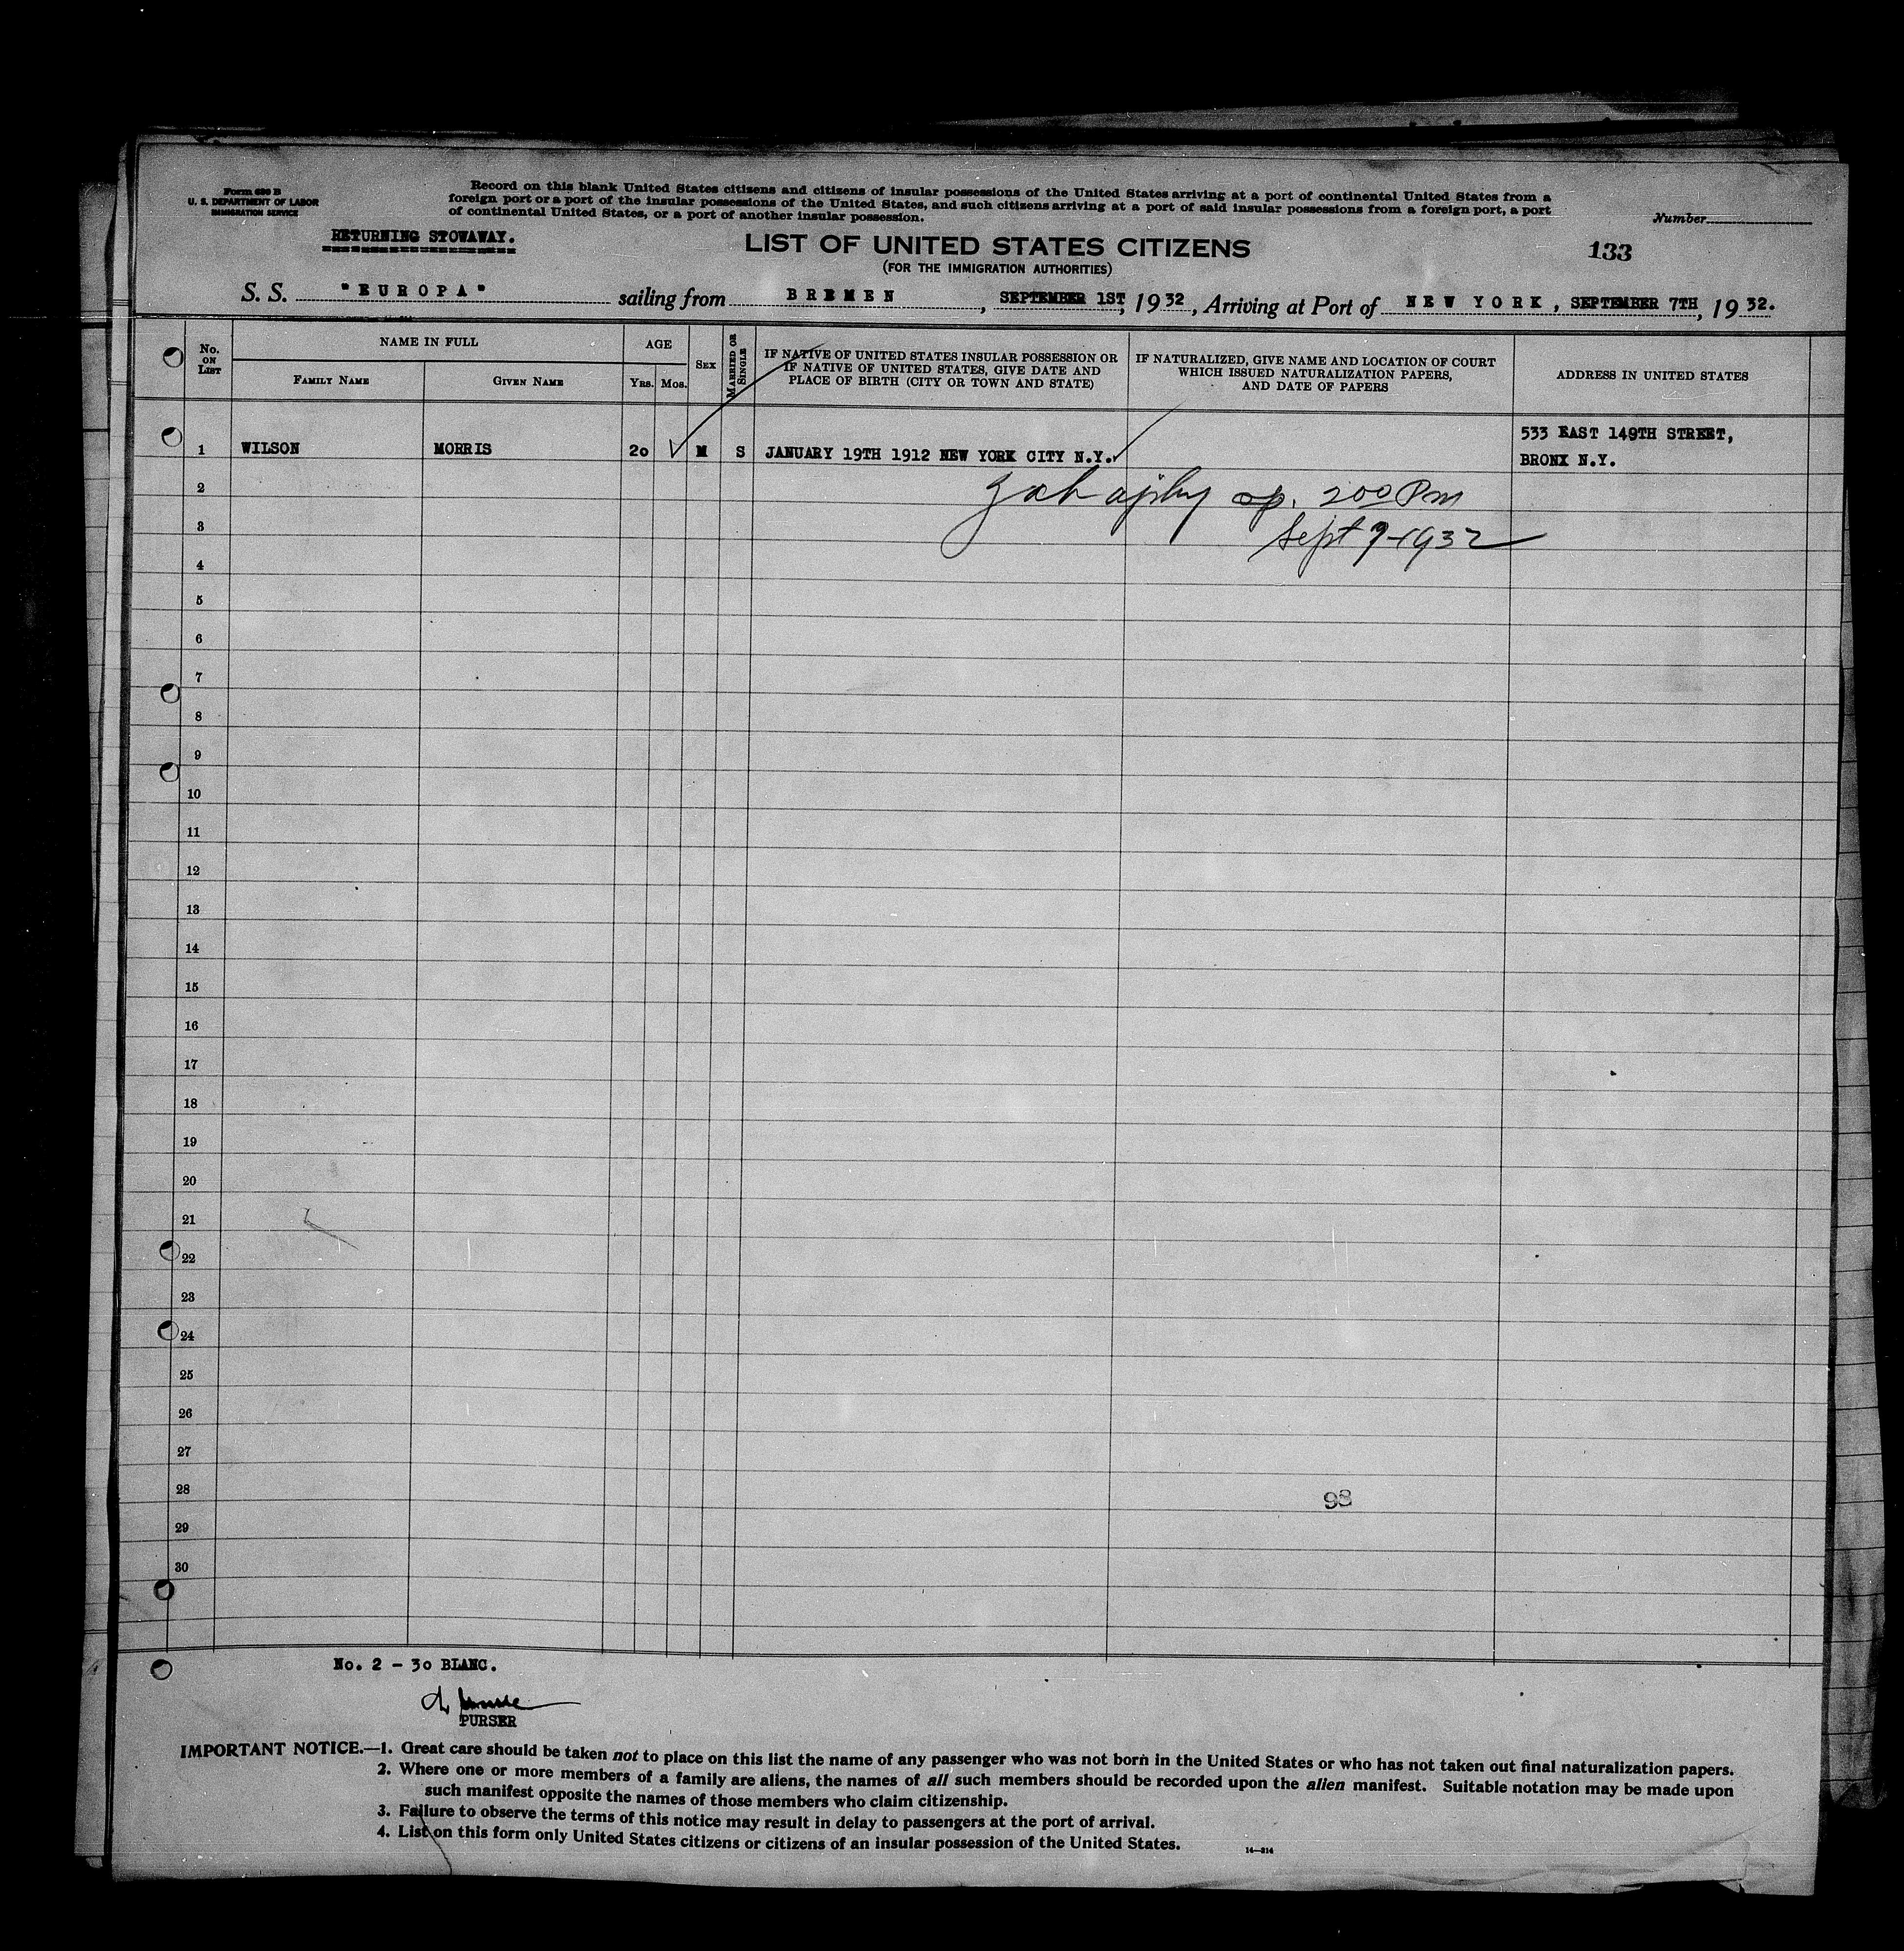 Form 630 B
U. S. DEPARTMENT OF LABOR
IMMIGRATION SERVICE
Record on this blank United States citizens and citizens of insular possessions of the United States arriving at a port of continental United States from a
foreign port or a port of the insular possessions of the United States, and such citizens arriving at a port of said insular possessions from a foreign port, a port
of continental United States, or a port of another insular possession.
Number
RETURNING STOWAWAY.
LIST OF UNITED STATES CITIZENS
133
(FOR THE IMMIGRATION AUTHORITIES)
S. S. "EUROPA" sailing from BREMEN, SEPTEMBER 1ST, 1932, Arriving at Port of NEW YORK, SEPTEMBER 7TH, 1932.
No. ON LIST
NAME IN FULL
FAMILY NAME
GIVEN NAME
AGE
YRS.
MOS.
SEX
MARRIED OR SINGLE
IF NATIVE OF UNITED STATES INSULAR POSSESSION OR
IF NATIVE OF UNITED STATES, GIVE DATE AND
PLACE OF BIRTH (CITY OR TOWN AND STATE)
IF NATURALIZED, GIVE NAME AND LOCATION OF COURT
WHICH ISSUED NATURALIZATION PAPERS,
AND DATE OF PAPERS
ADDRESS IN UNITED STATES
1 WILSON MORRIS 20 M S JANUARY 19TH 1912 NEW YORK CITY N.Y. 533 EAST 149TH STREET,
BRONX N.Y.
2
200 Pm
3
Sept 9-1932
4
5
6
7
8
9
10
11
12
13
14
15
16
17
18
19
20
21
22
23
24
25
26
27
28
98
29
30
No. 2 - 30 BLANC.
PURSER
IMPORTANT NOTICE.—1. Great care should be taken not to place on this list the name of any passenger who was not born in the United States or who has not taken out final naturalization papers.
2. Where one or more members of a family are aliens, the names of all such members should be recorded upon the alien manifest. Suitable notation may be made upon
such manifest opposite the names of those members who claim citizenship.
3. Failure to observe the terms of this notice may result in delay to passengers at the port of arrival.
4. List on this form only United States citizens or citizens of an insular possession of the United States.
14—314